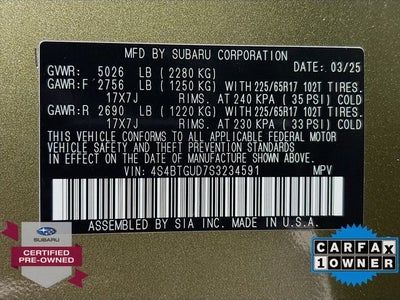 MFD BY SUBARU CORPORATION
DATE: 03/25
GVWR: 5026 LB (2280 KG)
GAWR:F 2756 LB (1250 KG) WITH 225/65R17 102T TIRES,
17X7J RIMS, AT 240 KPA (35 PSI) COLD
GAWR:R 2690 LB (1220 KG) WITH 225/65R17 102T TIRES,
17X7J RIMS, AT 230 KPA (33 PSI) COLD
THIS VEHICLE CONFORMS TO ALL APPLICABLE FEDERAL MOTOR
VEHICLE SAFETY AND THEFT PREVENTION STANDARDS IN EFFECT ON THE DATE OF
MANUFACTURE SHOWN ABOVE.
VIN: 4S4BTGUD7S3234591 MPV
ASSEMBLED BY SIA INC. MADE IN U.S.A.
SUBARU
CERTIFIED
PRE-OWNED
CARFAX
1 OWNER